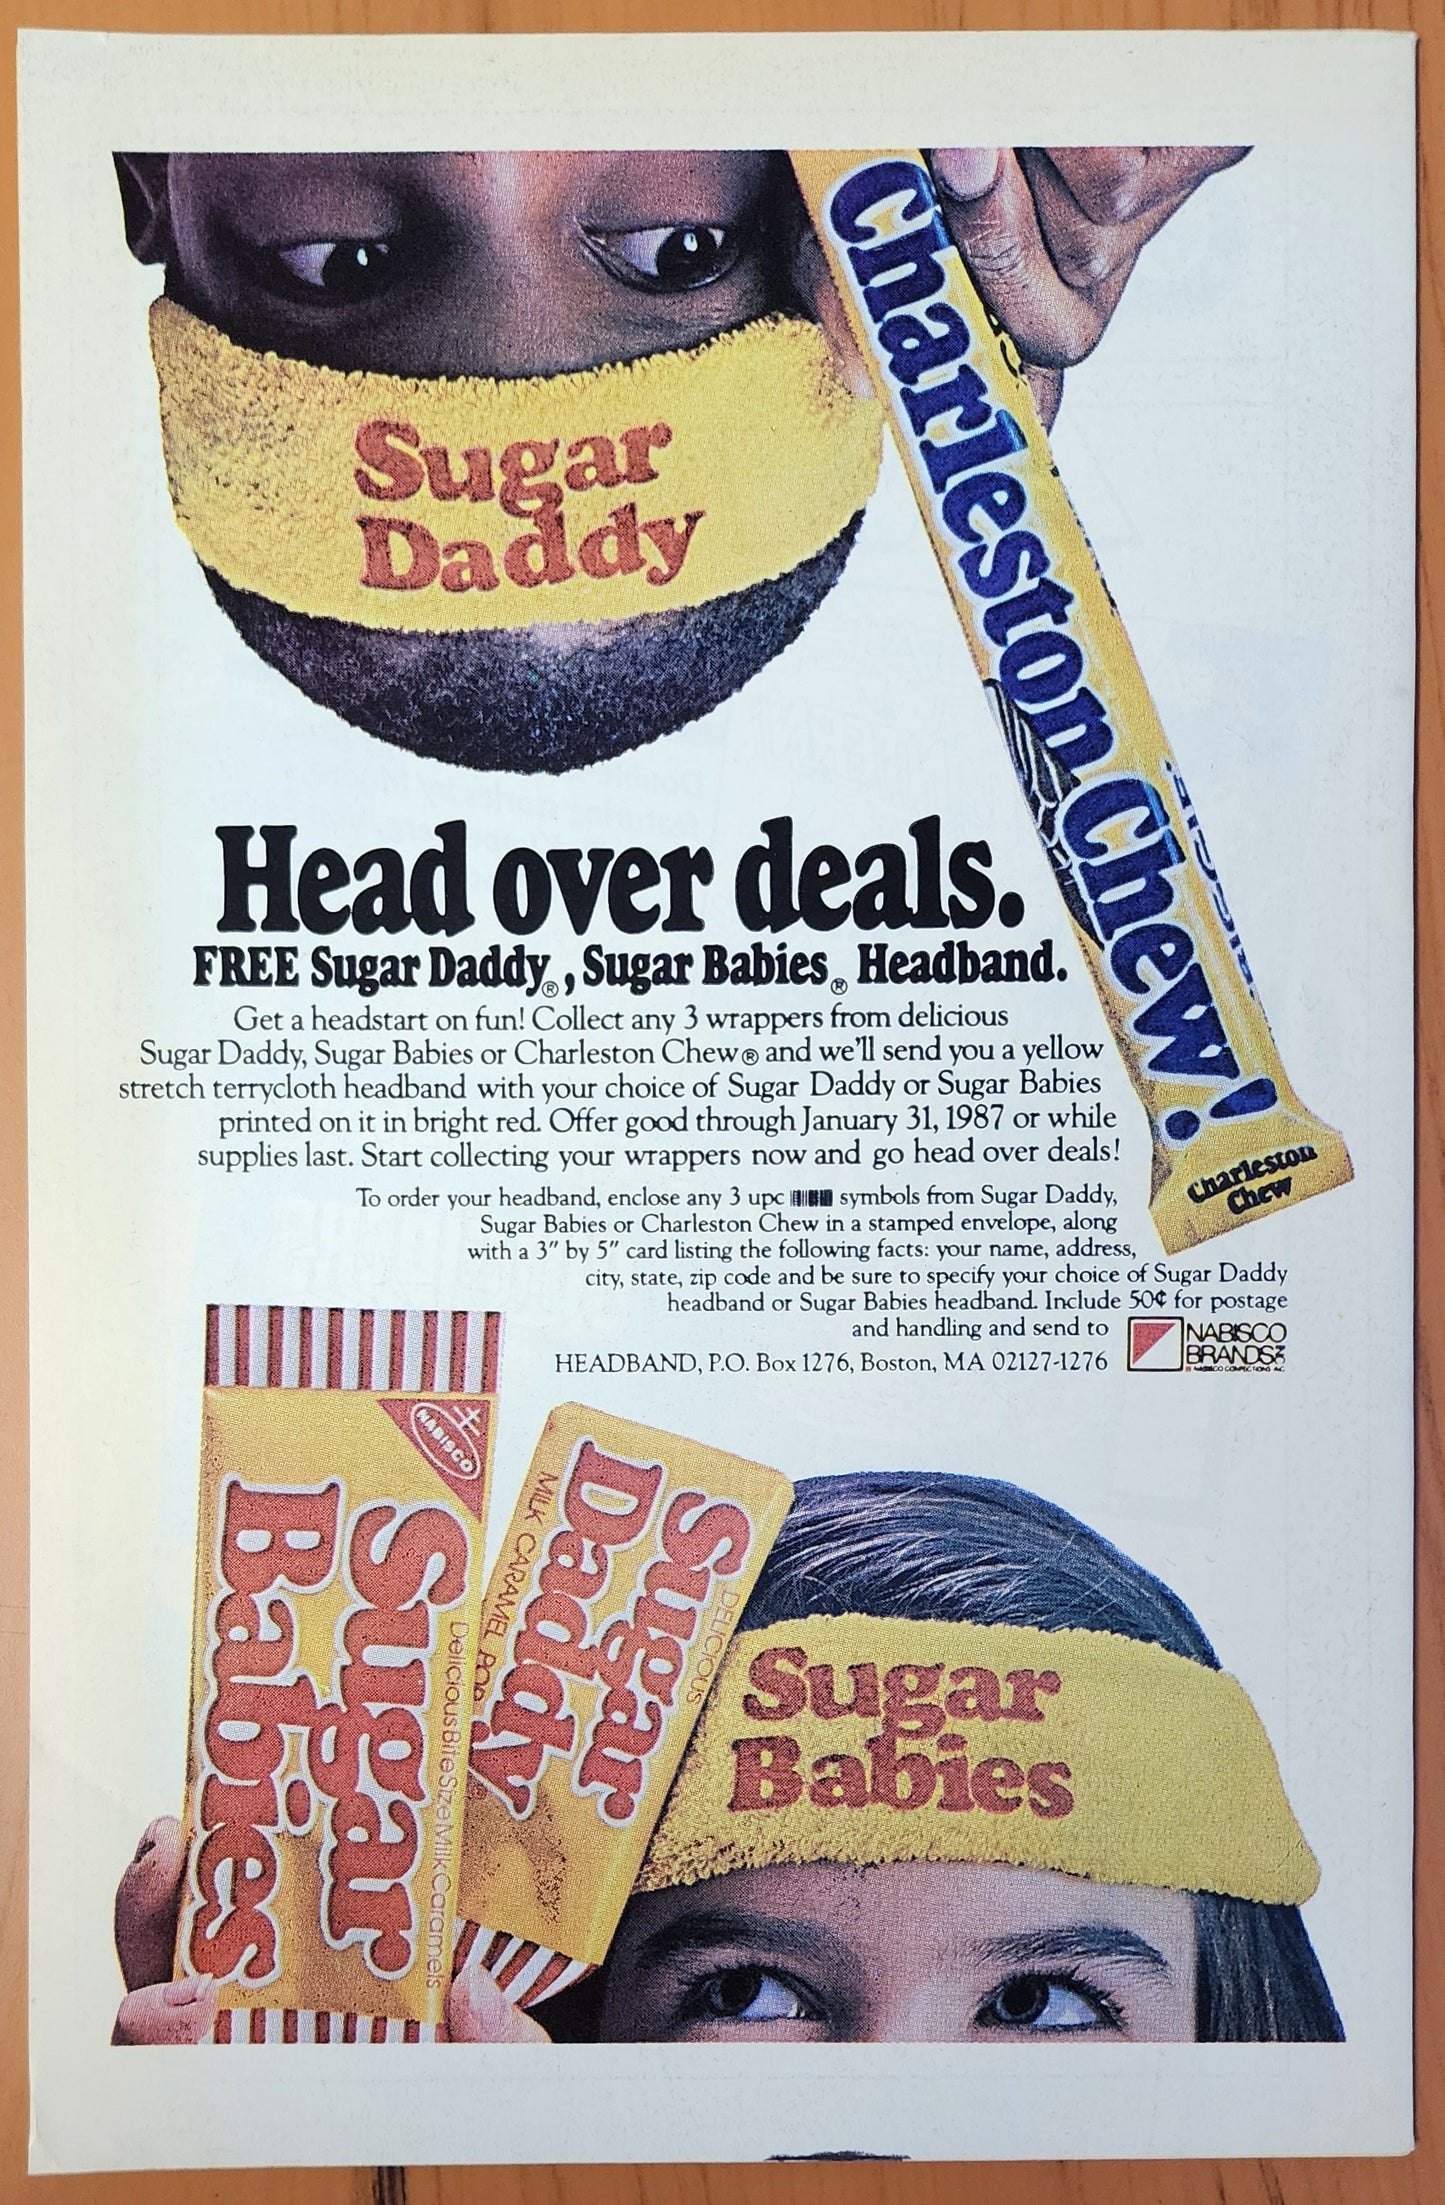 Sugar
Daddy
Charleston Chew!
Charleston
Chew
Head over deals.
FREE Sugar Daddy®, Sugar Babies® Headband.
Get a headstart on fun! Collect any 3 wrappers from delicious
Sugar Daddy, Sugar Babies or Charleston Chew® and we'll send you a yellow
stretch terrycloth headband with your choice of Sugar Daddy or Sugar Babies
printed on it in bright red. Offer good through January 31, 1987 or while
supplies last. Start collecting your wrappers now and go head over deals!
To order your headband, enclose any 3 upc symbols from Sugar Daddy,
Sugar Babies or Charleston Chew in a stamped envelope, along
with a 3" by 5" card listing the following facts: your name, address,
city, state, zip code and be sure to specify your choice of Sugar Daddy
headband or Sugar Babies headband. Include 50¢ for postage
and handling and send to
HEADBAND, P.O. Box 1276, Boston, MA 02127-1276
NABISCO
BRANDS
NABISCO
Sugar
Babies
Delicious Bite Size Milk Caramels
DELICIOUS
Sugar
Daddy
MILK CARAMEL POP
Sugar
Babies